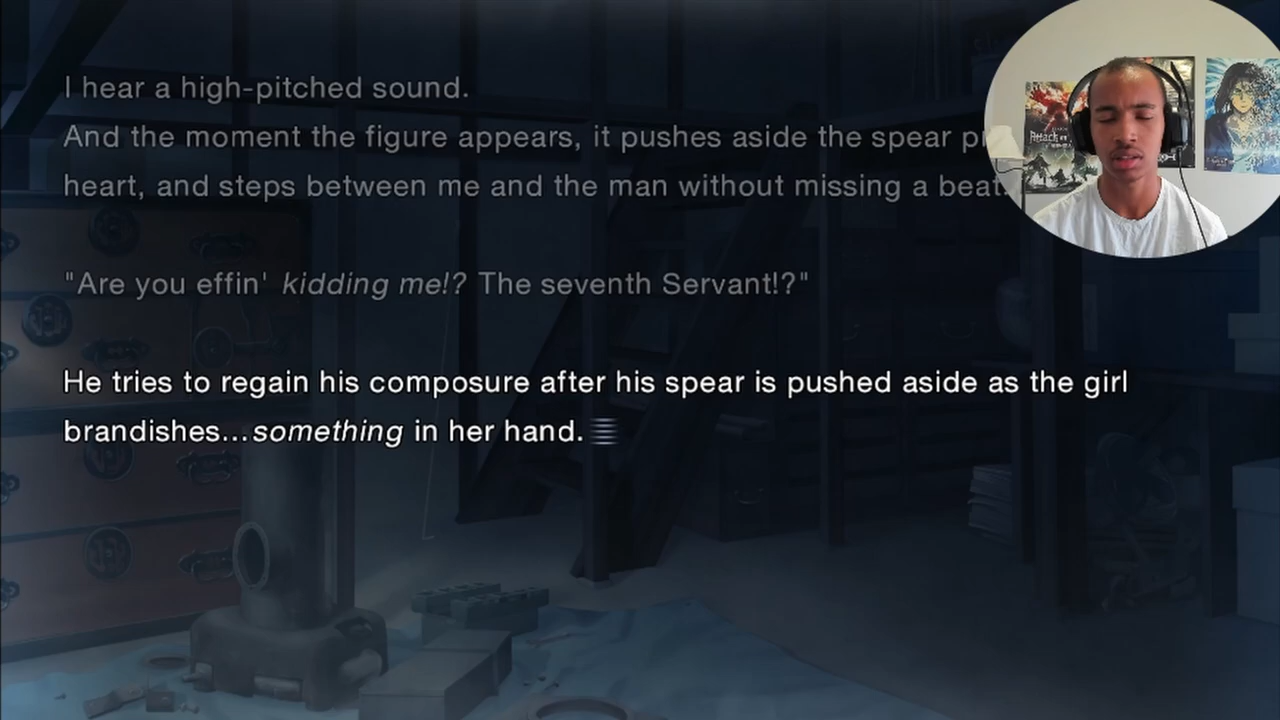 I hear a high-pitched sound.
And the moment the figure appears, it pushes aside the spear
heart, and steps between me and the man without missing a beat.
"Are you effin' kidding me!? The seventh Servant!?"
He tries to regain his composure after his spear is pushed aside as the girl
brandishes...something in her hand.
Attack